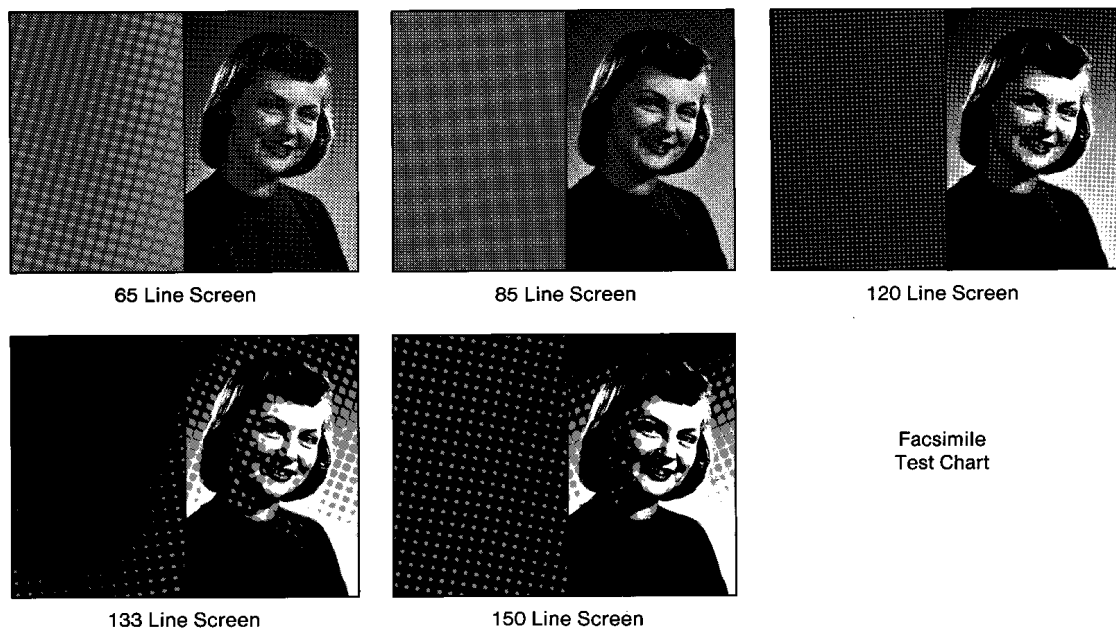 65 Line Screen
85 Line Screen
120 Line Screen
133 Line Screen
150 Line Screen
Facsimile
Test Chart